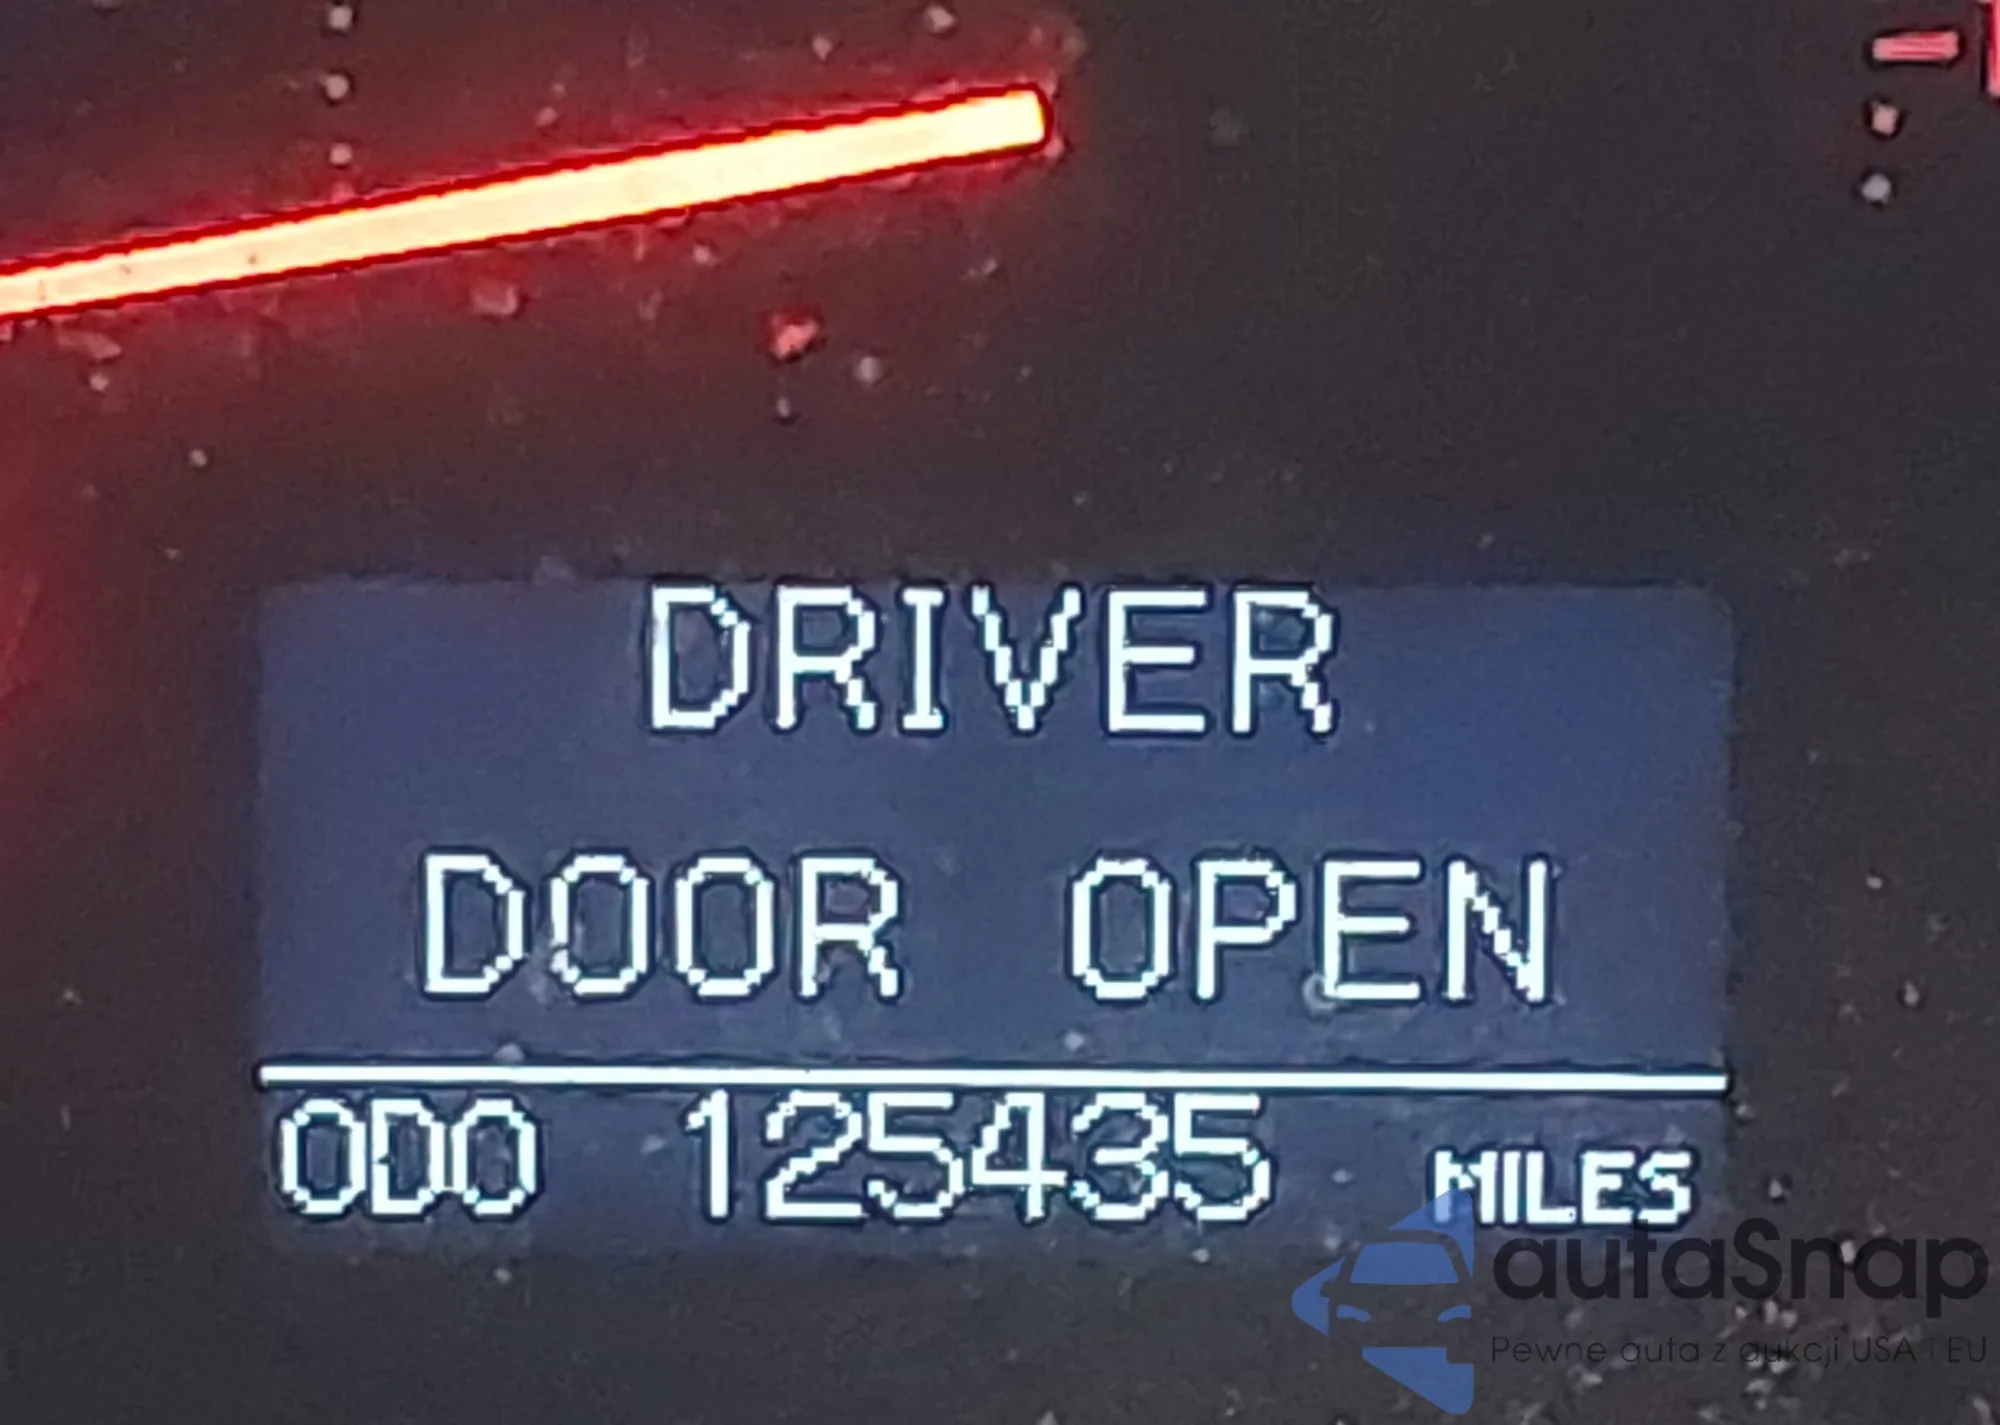 DRIVER
DOOR OPEN
ODO 125435 MILES
autaSnap
Pewne auta z aukcji USA i EU